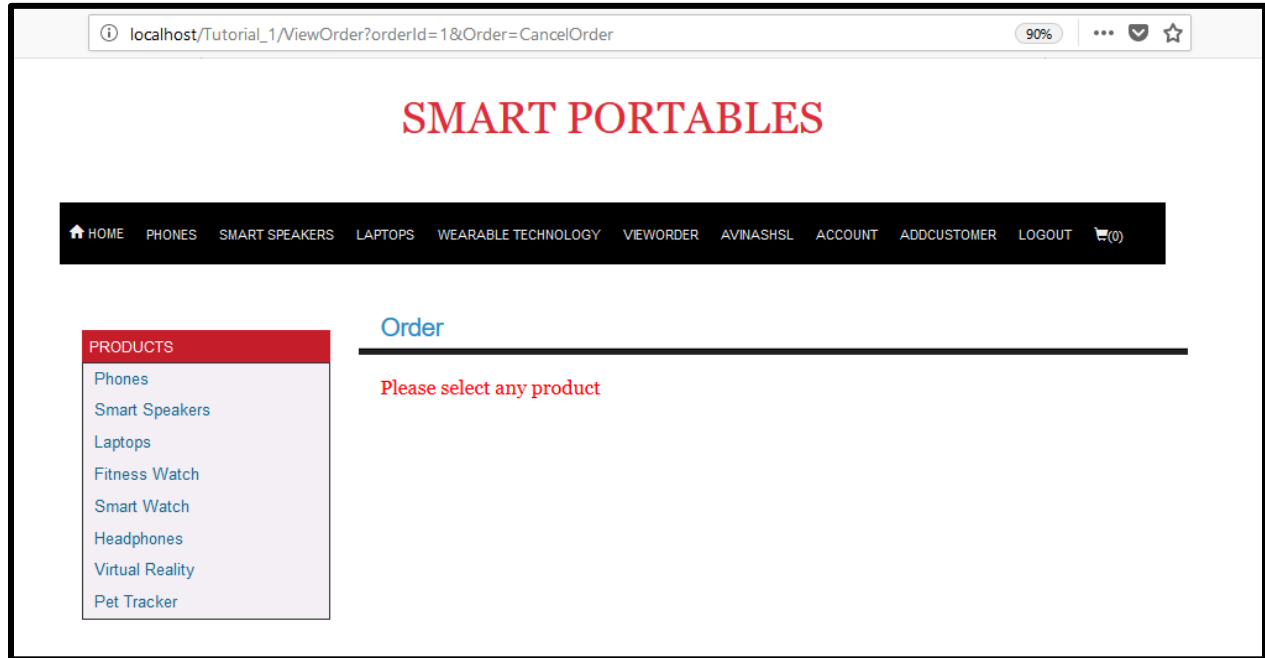 localhost/Tutorial_1/ViewOrder?orderId=1&Order=CancelOrder 90%
SMART PORTABLES
HOME PHONES SMART SPEAKERS LAPTOPS WEARABLE TECHNOLOGY VIEWORDER AVINASHSL ACCOUNT ADDCUSTOMER LOGOUT (0)
Order
PRODUCTS
Phones
Please select any product
Smart Speakers
Laptops
Fitness Watch
Smart Watch
Headphones
Virtual Reality
Pet Tracker